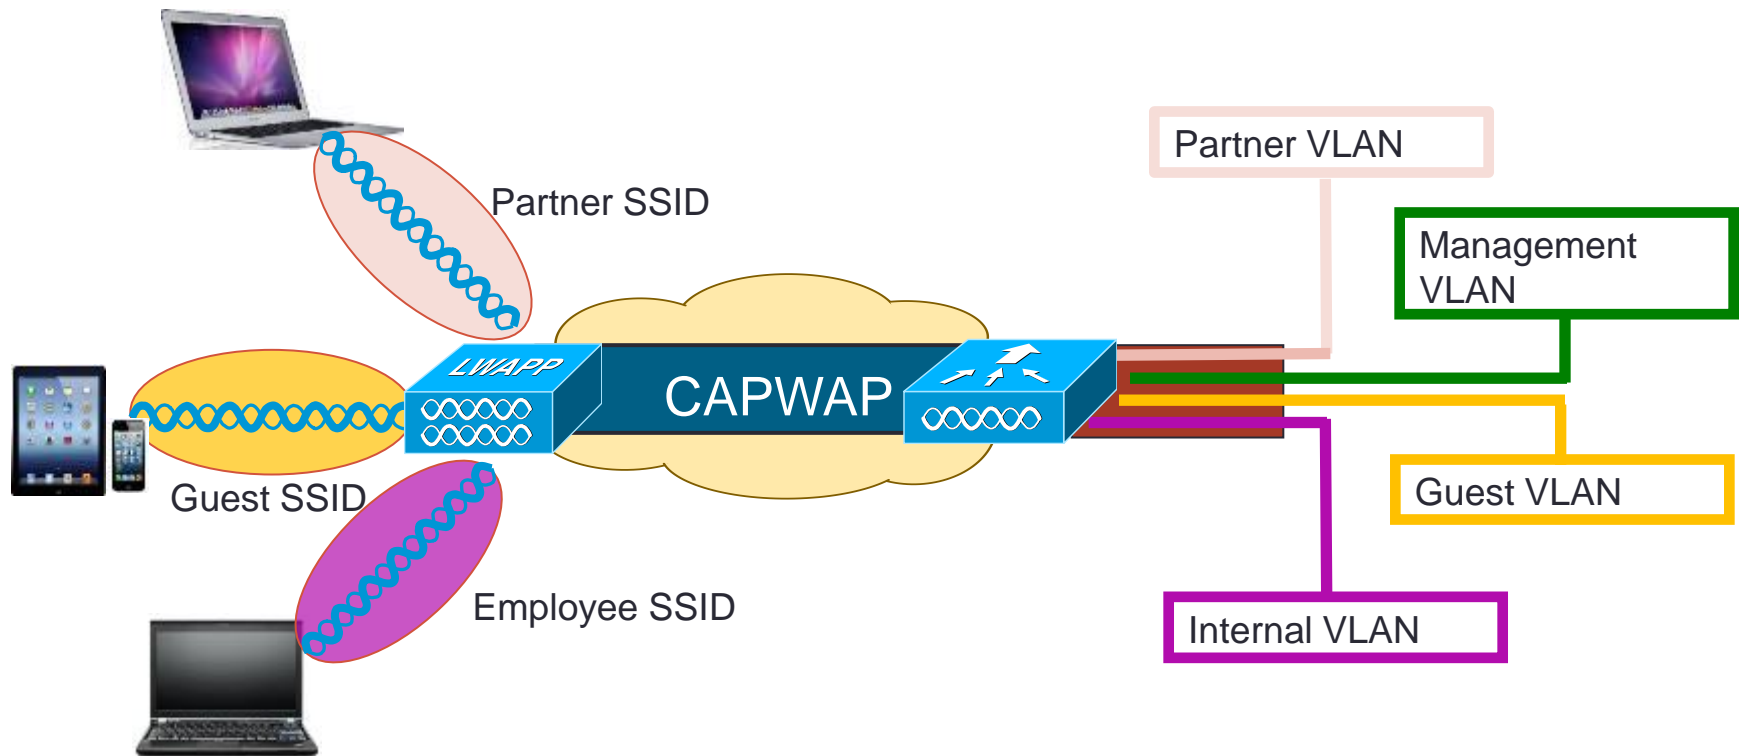 Partner VLAN
Partner SSID
Management
VLAN
LWAPP
CAPWAP
Guest SSID
Guest VLAN
Employee SSID
Internal VLAN